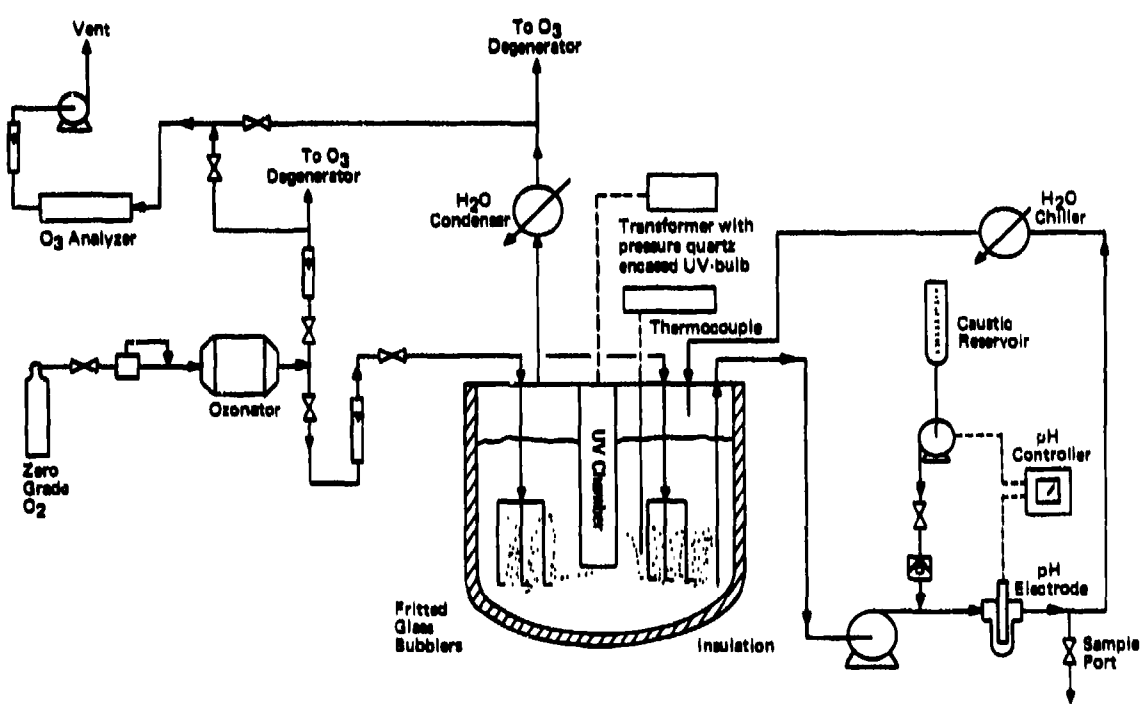 Vent
To O3
Degenerator
To O3
Degenerator
H2O
Condenser
O3 Analyzer
Transformer with
pressure quartz
encased UV-bulb
Thermocouple
H2O
Chiller
Caustic
Reservoir
Ozonator
Zero
Grade
O2
UV Chamber
pH
Controller
pH
Electrode
Fritted
Glass
Bubblers
Insulation
Sample
Port